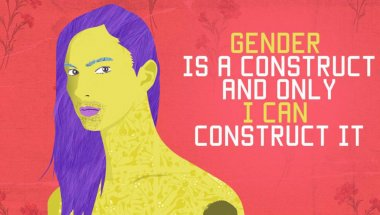 GENDER
IS A CONSTRUCT
AND ONLY
I CAN
CONSTRUCT IT